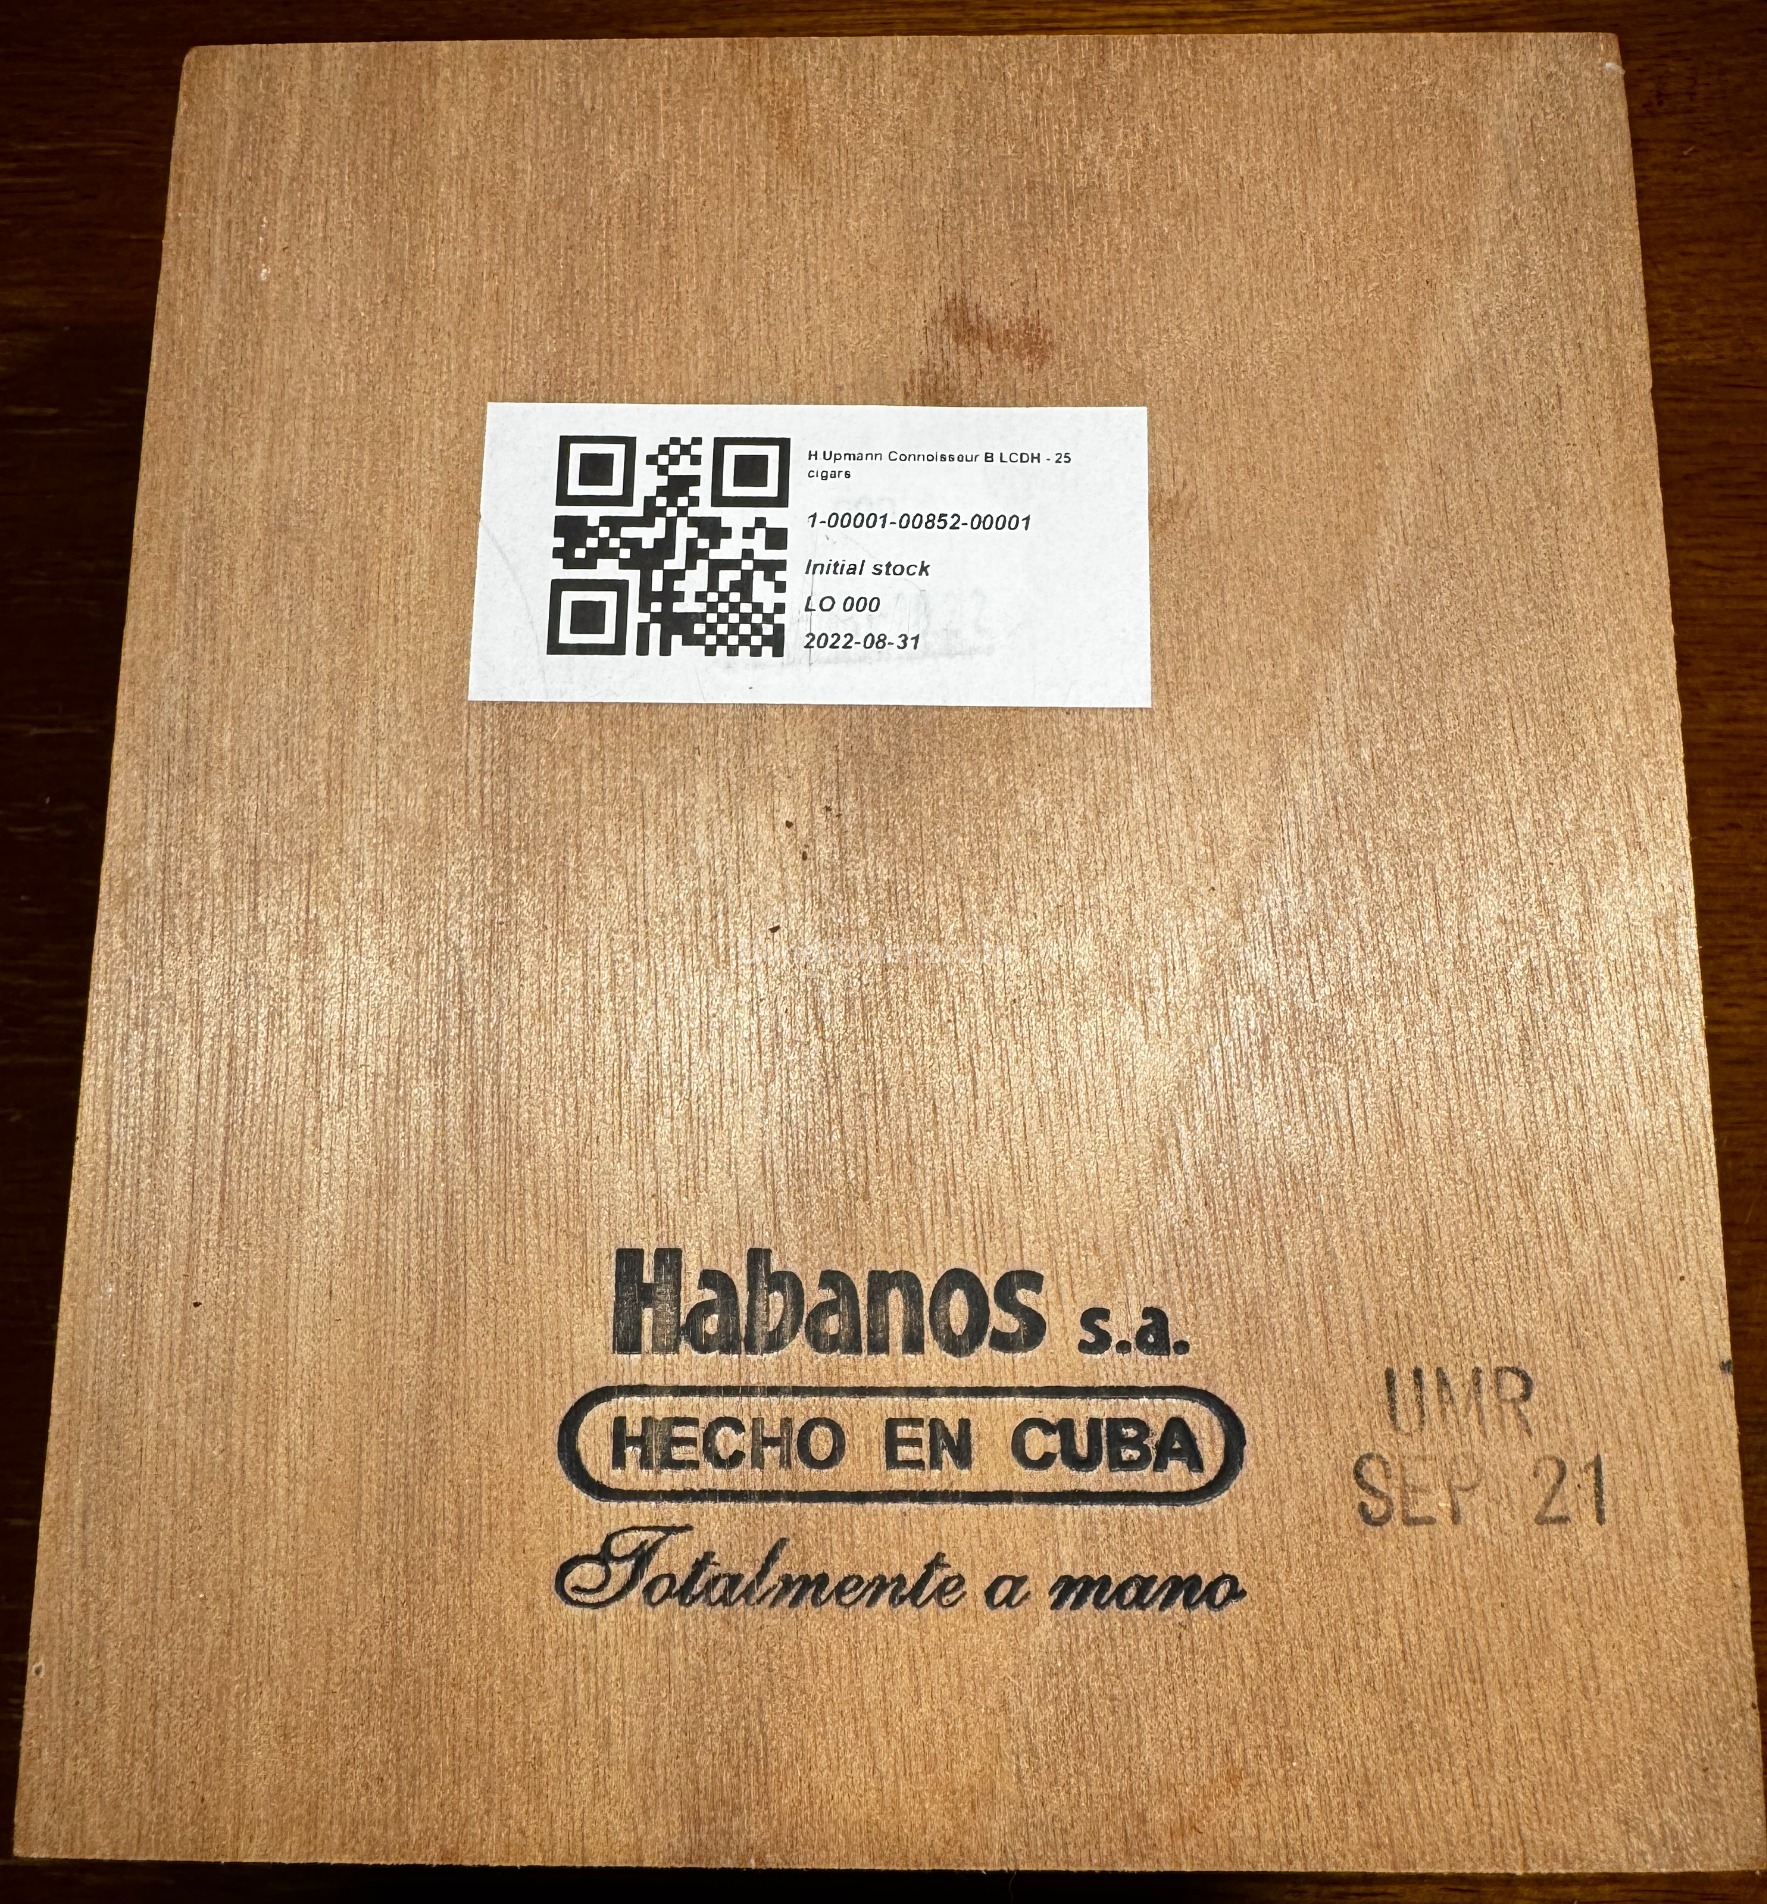 H Upmann Connoisseur B LCDH - 25
cigars
1-00001-00852-00001
Initial stock
LO 000
2022-08-31
Habanos s.a.
HECHO EN CUBA
Totalmente a mano
UMR
SEP 21